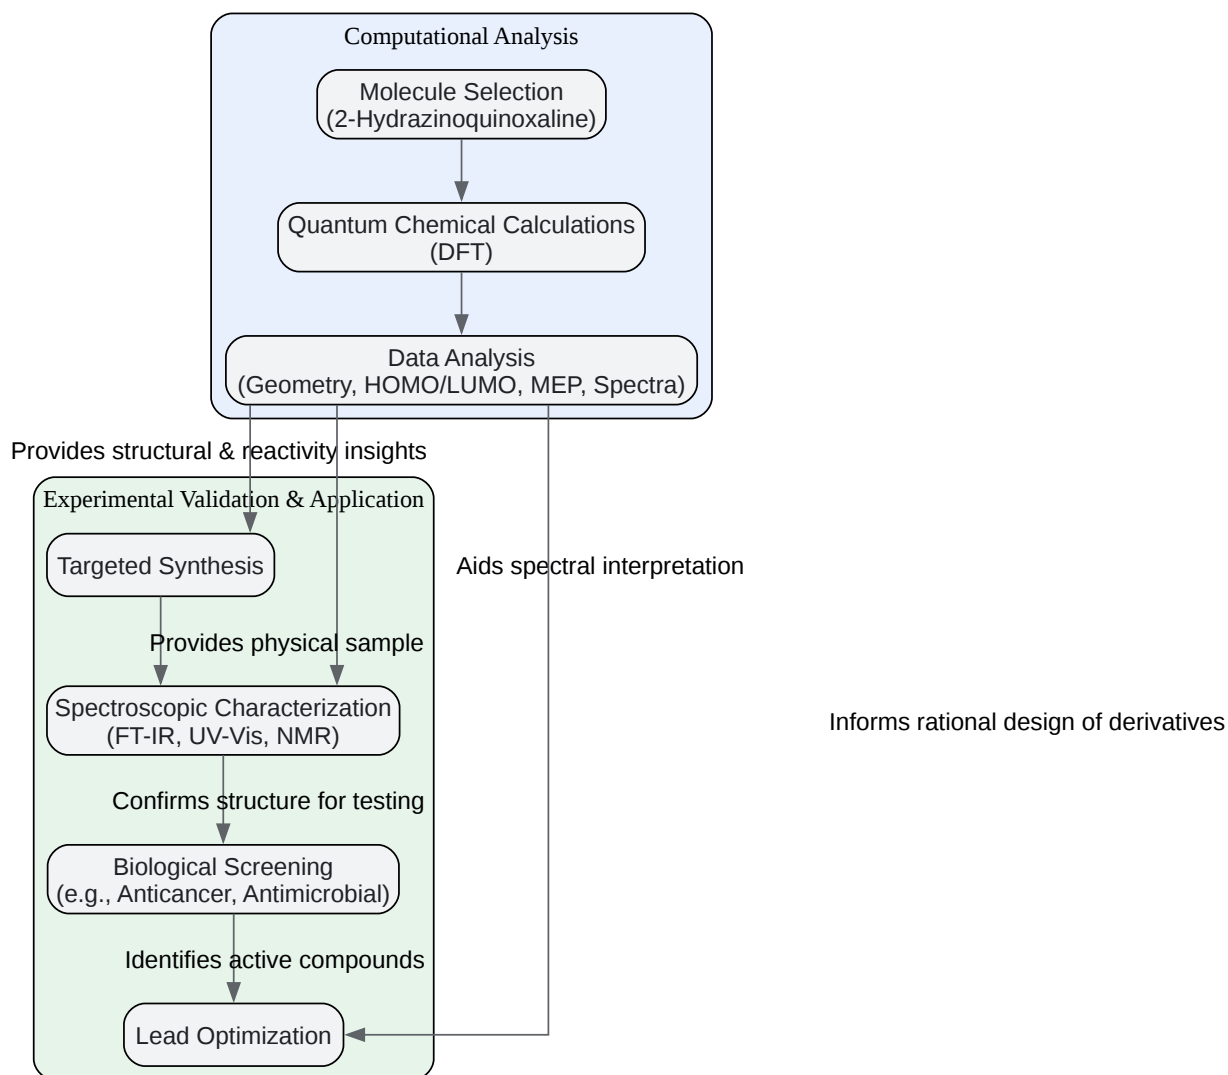 Computational Analysis
Molecule Selection
(2-Hydrazinoquinoxaline)
Quantum Chemical Calculations
(DFT)
Data Analysis
(Geometry, HOMO/LUMO, MEP, Spectra)
Provides structural & reactivity insights
Experimental Validation & Application
Targeted Synthesis
Aids spectral interpretation
Provides physical sample
Spectroscopic Characterization
(FT-IR, UV-Vis, NMR)
Informs rational design of derivatives
Confirms structure for testing
Biological Screening
(e.g., Anticancer, Antimicrobial)
Identifies active compounds
Lead Optimization